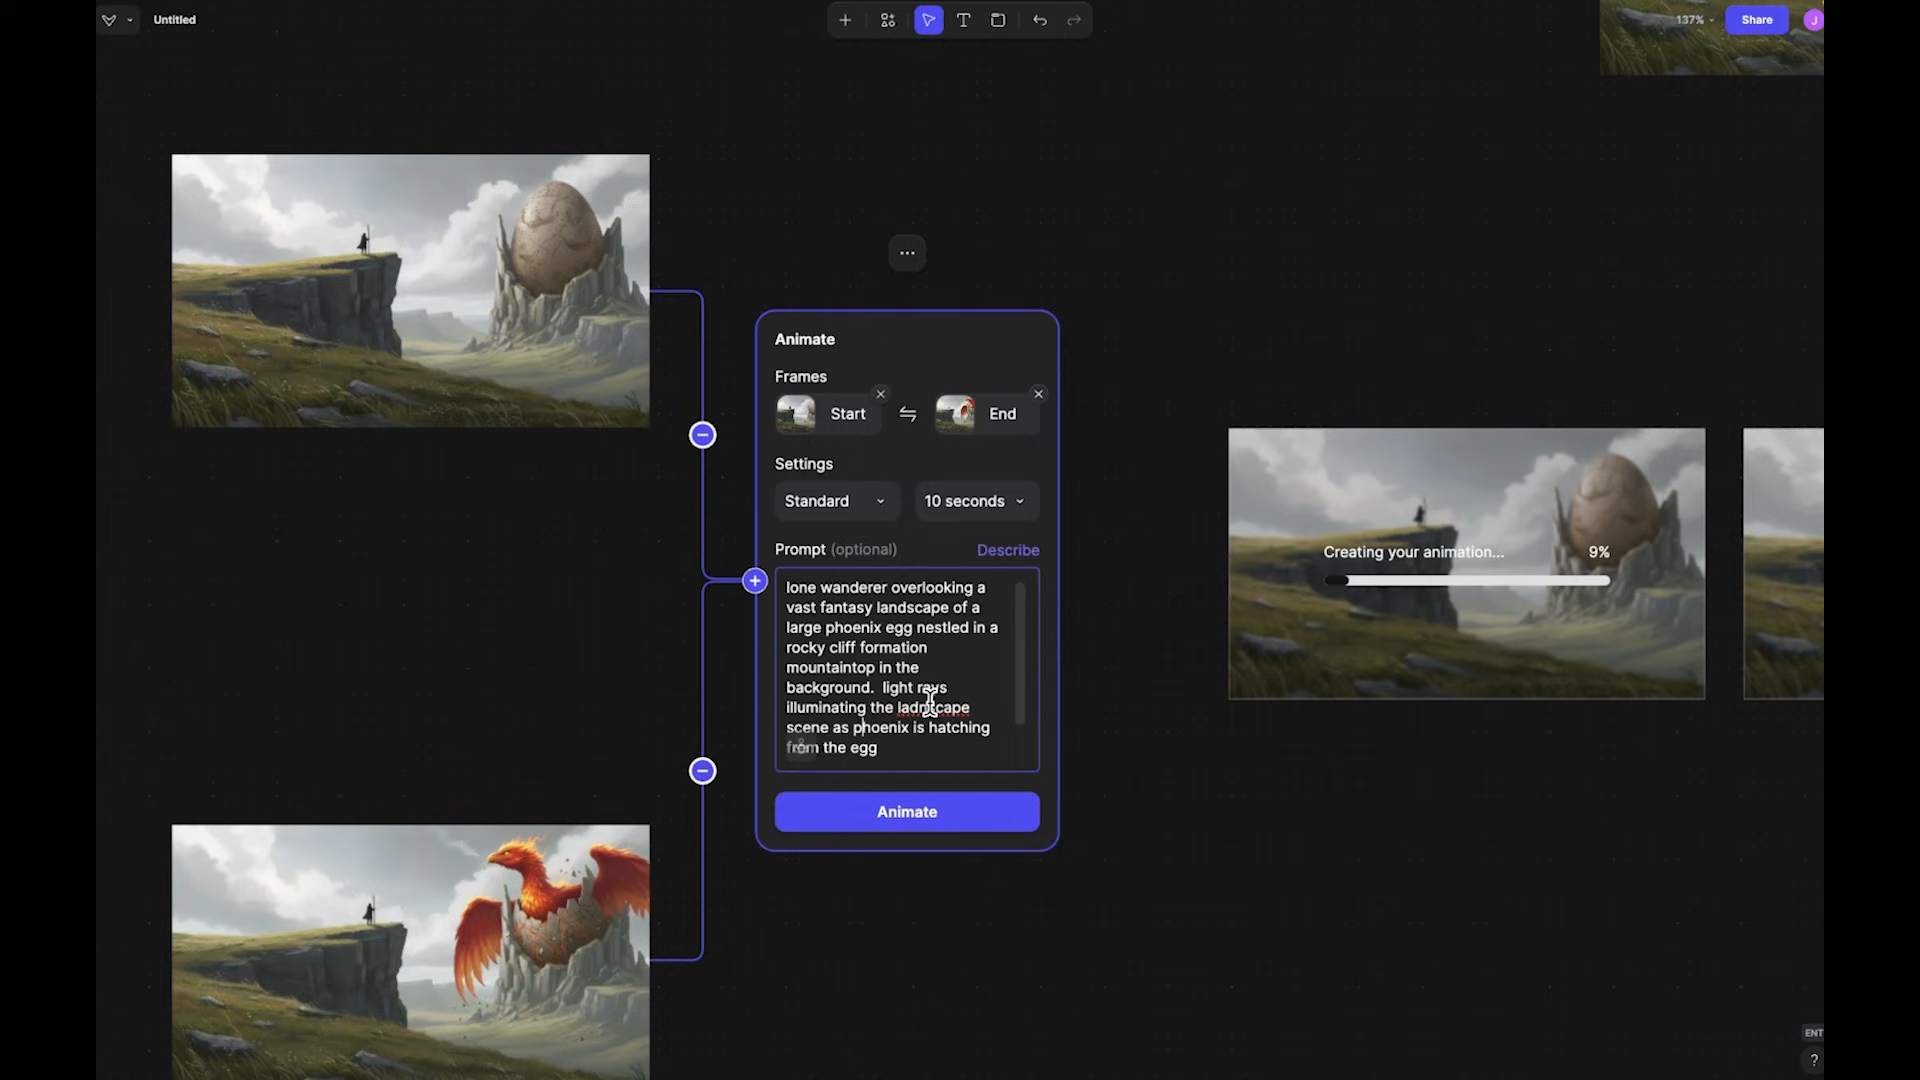 Untitled
137%
Share
J
Animate
Frames
Start
End
Settings
Standard
10 seconds
Prompt (optional)
Describe
lone wanderer overlooking a
vast fantasy landscape of a
large phoenix egg nestled in a
rocky cliff formation
mountaintop in the
background.  light rays
illuminating the
scene as phoenix is hatching
from the egg
Animate
Creating your animation...
9%
ENT
?